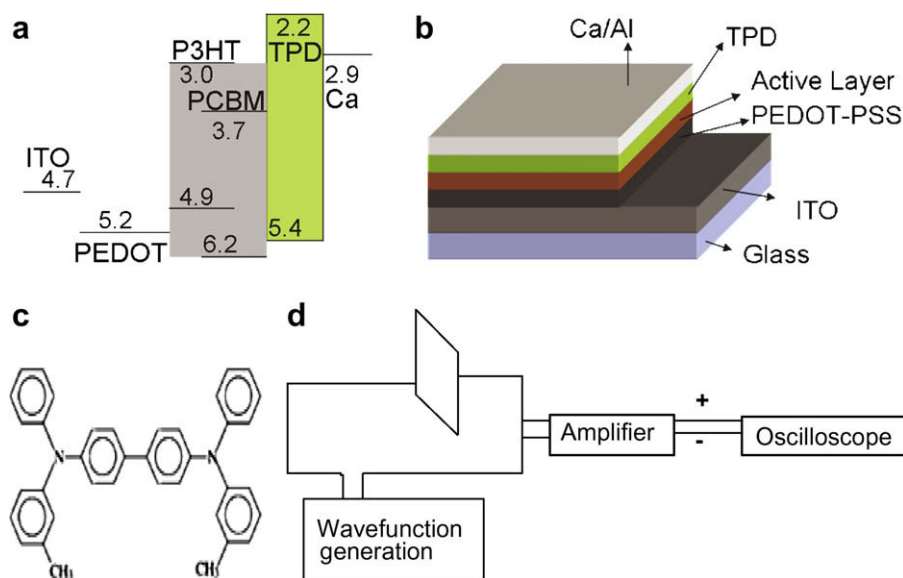 a
P3HT
3.0
PCBM
3.7
2.2
TPD
2.9
Ca
ITO
4.7
4.9
5.2
PEDOT
6.2
5.4
b
Ca/Al
TPD
Active Layer
PEDOT-PSS
ITO
Glass
c
N
N
CH3
CH3
d
Amplifier
+
-
Oscilloscope
Wavefunction
generation